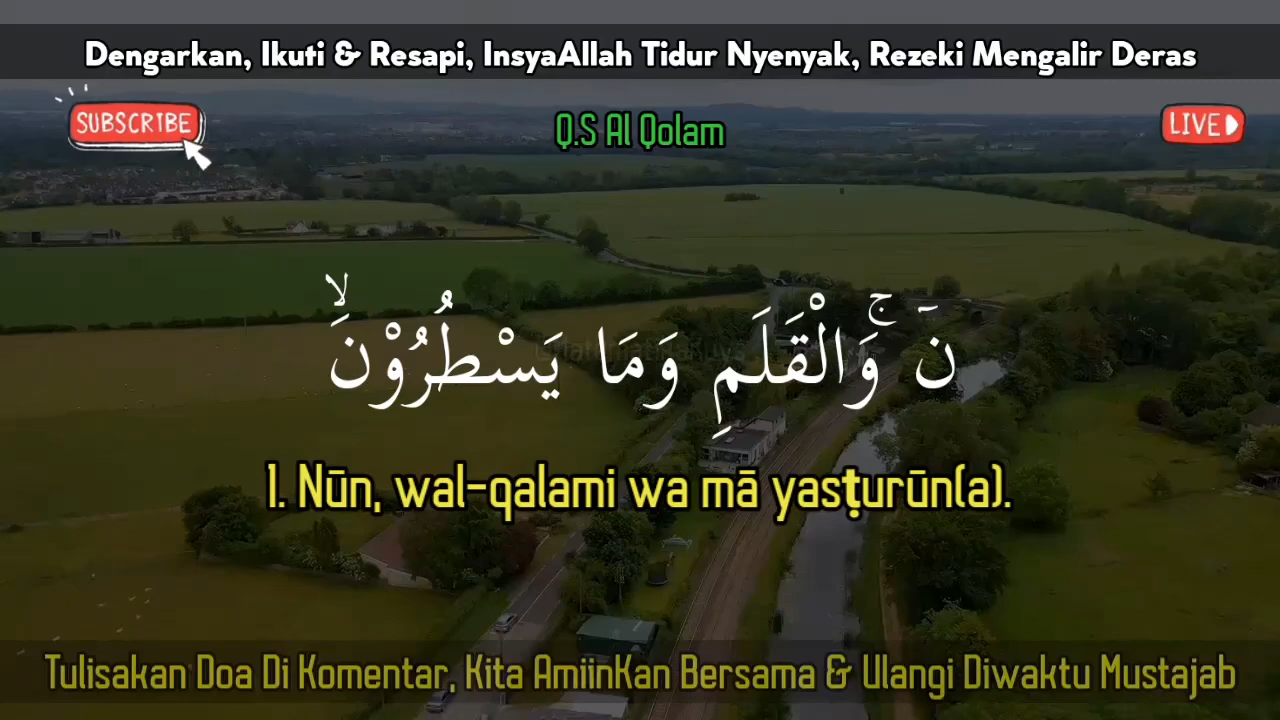 Dengarkan, Ikuti & Resapi, InsyaAllah Tidur Nyenyak, Rezeki Mengalir Deras
SUBSCRIBE
LIVE
Q.S Al Qolam
نۤ ۚوَالْقَلَمِ وَمَا يَسْطُرُوْنَۙ
1. Nūn, wal-qalami wa mā yasṭurūn(a).
Tulisakan Doa Di Komentar, Kita AmiinKan Bersama & Ulangi Diwaktu Mustajab